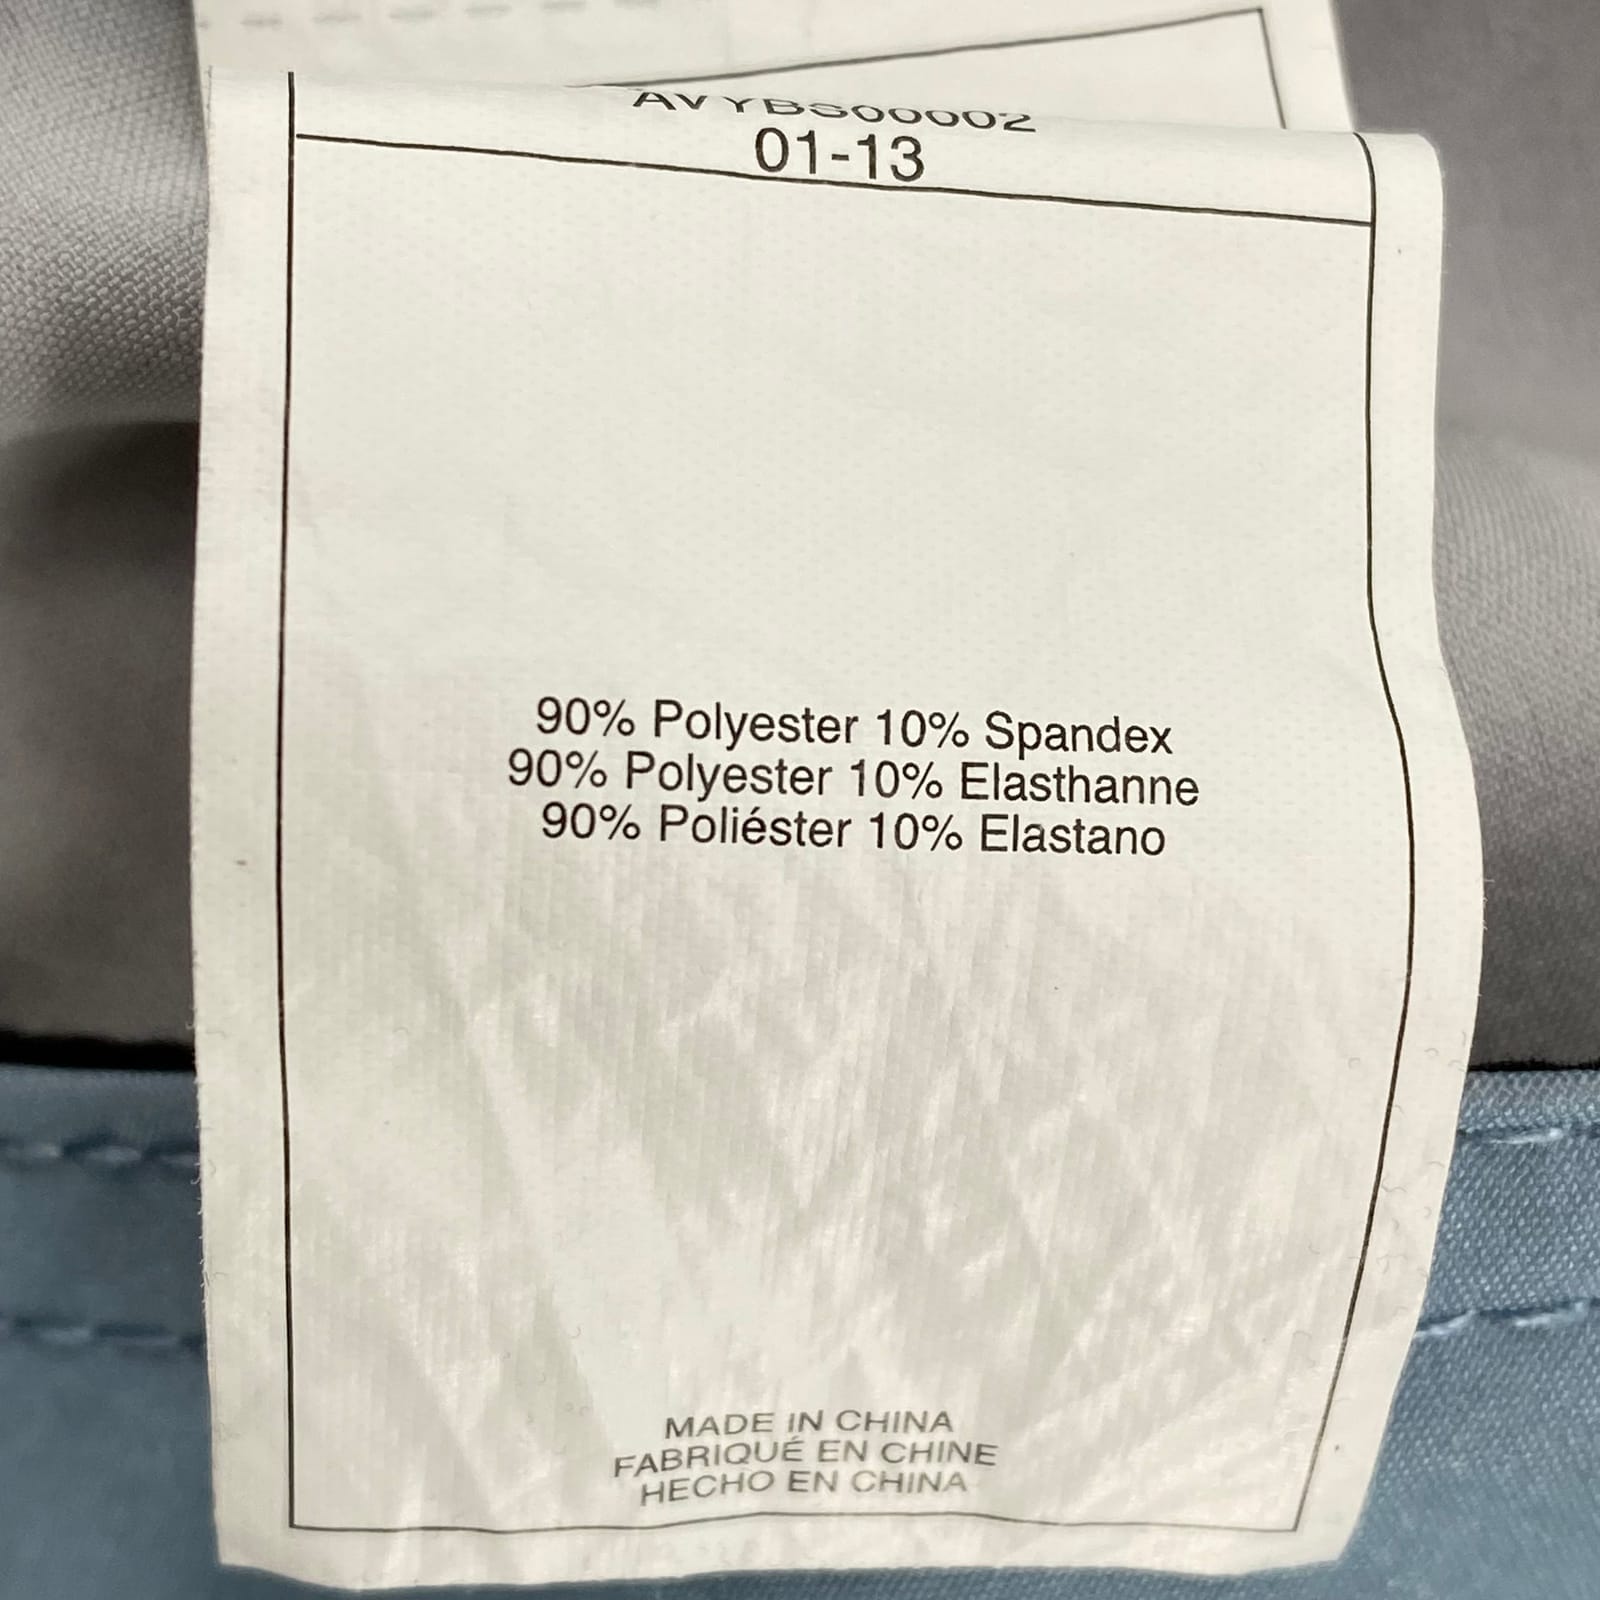 AVYBS00002
01-13
90% Polyester 10% Spandex
90% Polyester 10% Elasthanne
90% Poliéster 10% Elastano
MADE IN CHINA
FABRIQUÉ EN CHINE
HECHO EN CHINA